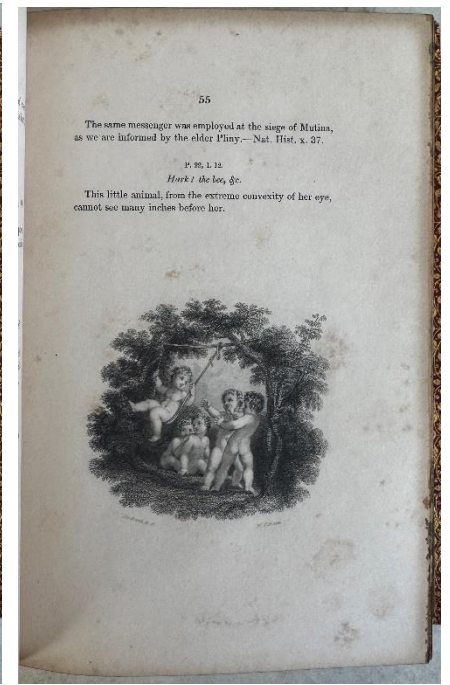 55
The same messenger was employed at the siege of Mutina,
as we are informed by the elder Pliny.—Nat. Hist. x. 37.
P. 22, l. 12.
Hark! the bee, &c.
This little animal, from the extreme convexity of her eye,
cannot see many inches before her.